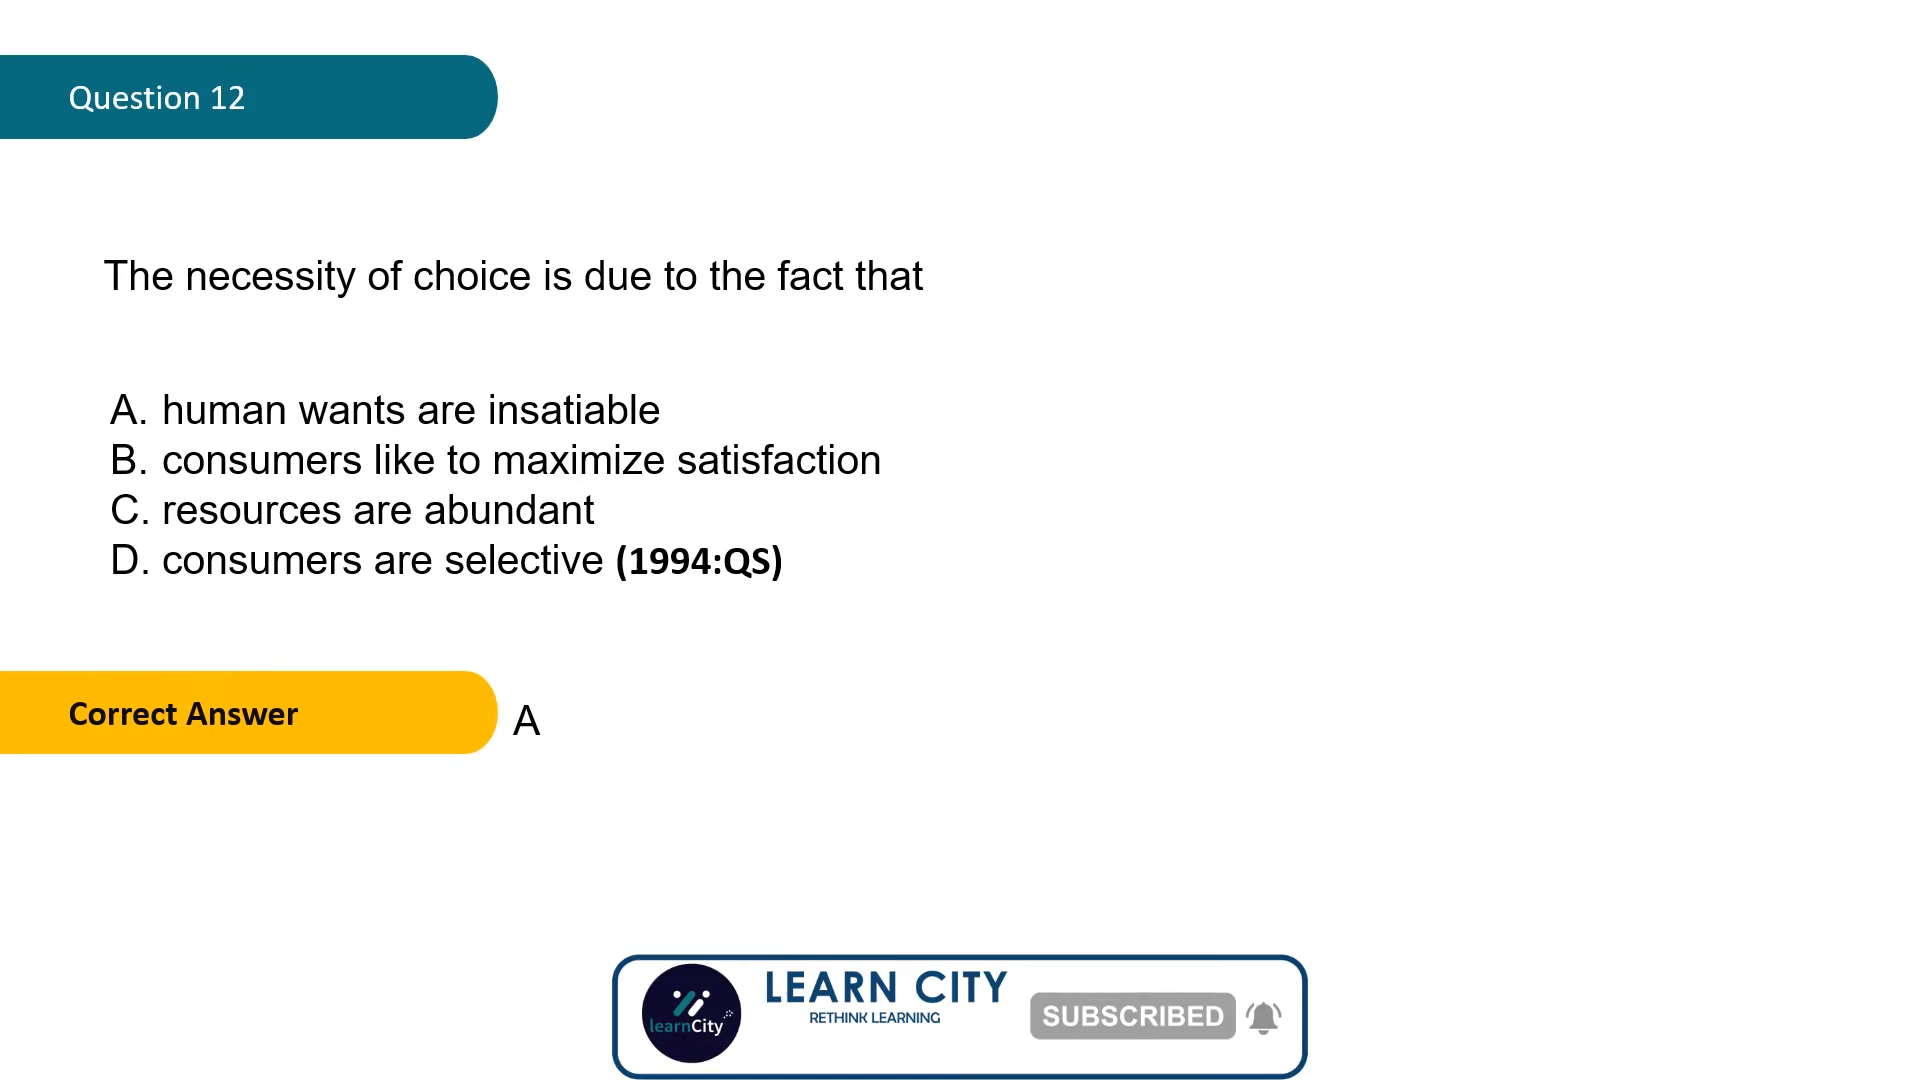 Question 12
The necessity of choice is due to the fact that
A. human wants are insatiable
B. consumers like to maximize satisfaction
C. resources are abundant
D. consumers are selective (1994:QS)
Correct Answer
A
learnCity
LEARN CITY
RETHINK LEARNING
SUBSCRIBED